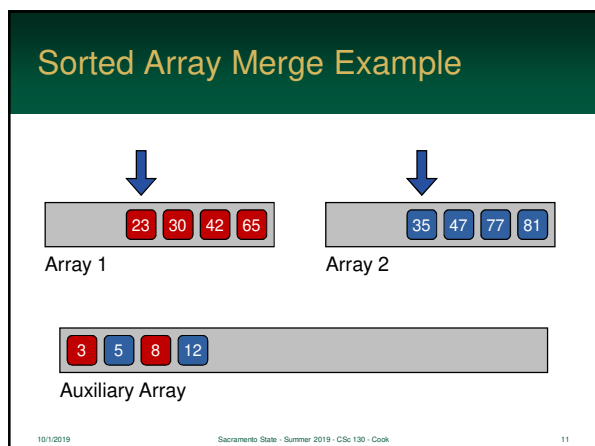 Sorted Array Merge Example
23 30 42 65
35 47 77 81
Array 1
Array 2
3 5 8 12
Auxiliary Array
10/1/2019
Sacramento State - Summer 2019 - CSc 130 - Cook
11